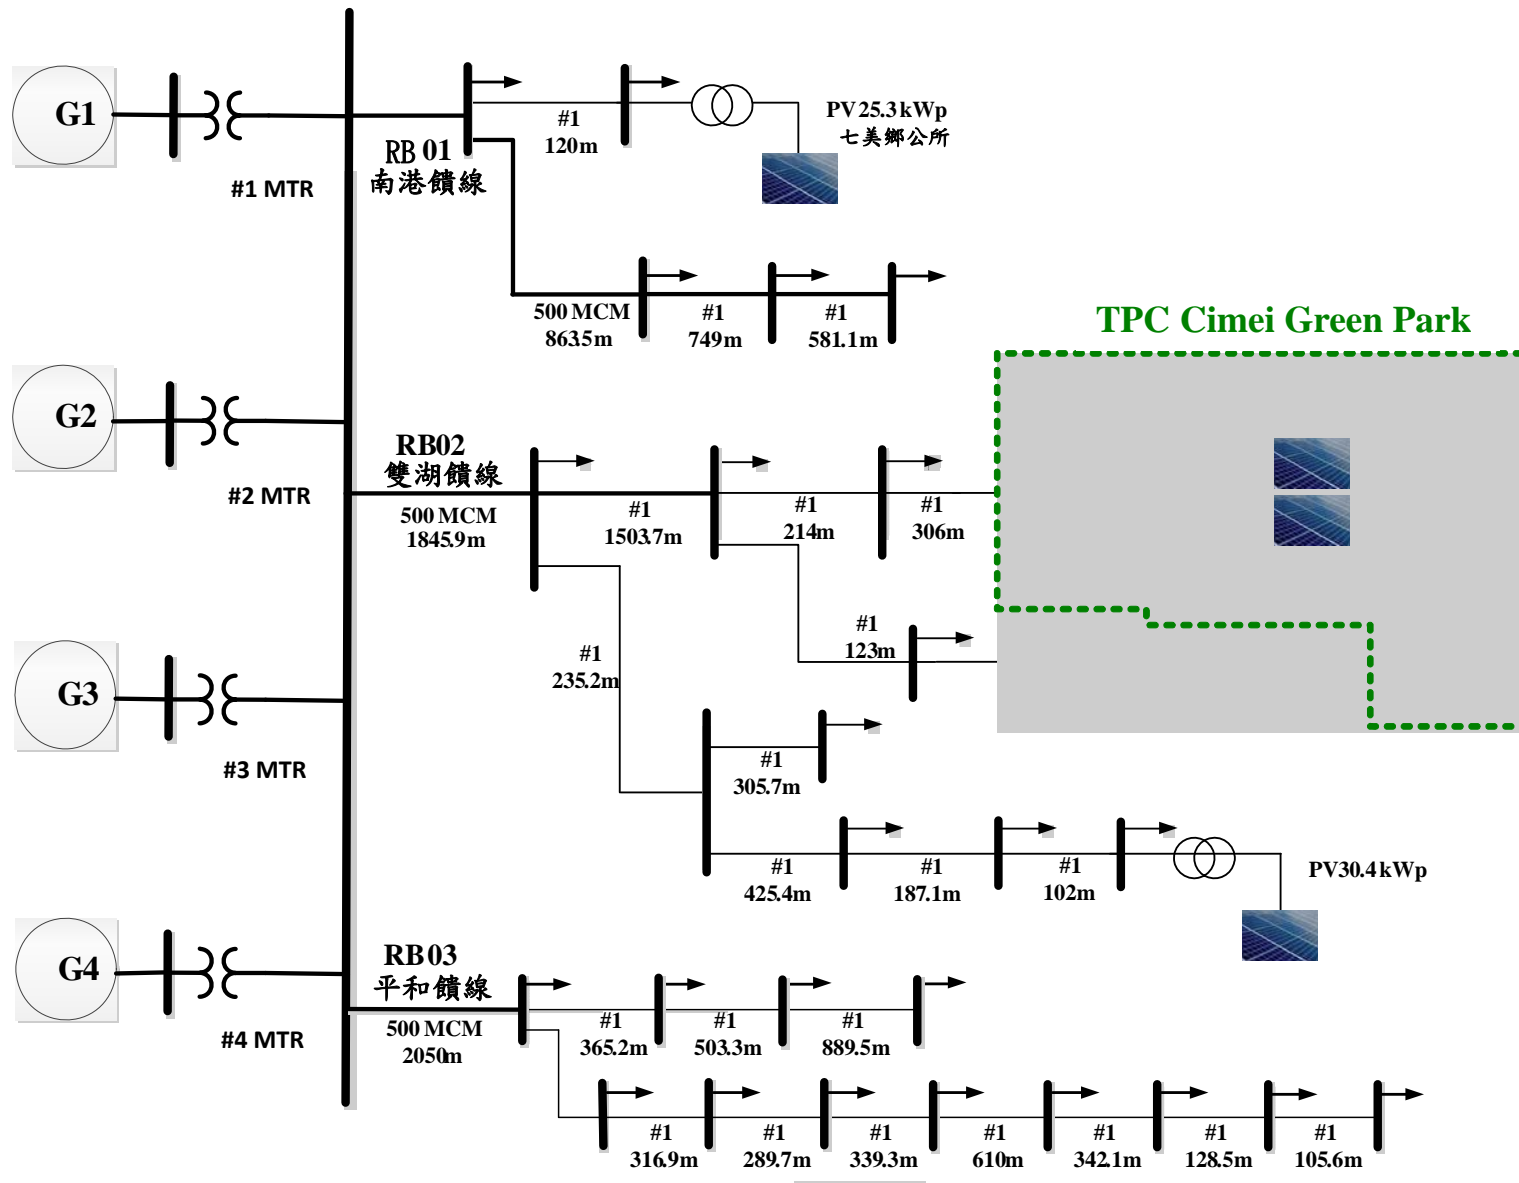 G1
#1 MTR
RB 01
南港饋線
#1
120m
PV 25.3 kWp
七美鄉公所
500 MCM
863.5m
#1
749m
#1
581.1m
TPC Cimei Green Park
G2
#2 MTR
RB02
雙湖饋線
500 MCM
1845.9m
#1
1503.7m
#1
214m
#1
306m
#1
123m
#1
235.2m
G3
#3 MTR
#1
305.7m
#1
425.4m
#1
187.1m
#1
102m
PV30.4 kWp
G4
#4 MTR
RB03
平和饋線
500 MCM
2050m
#1
365.2m
#1
503.3m
#1
889.5m
#1
316.9m
#1
289.7m
#1
339.3m
#1
610m
#1
342.1m
#1
128.5m
#1
105.6m